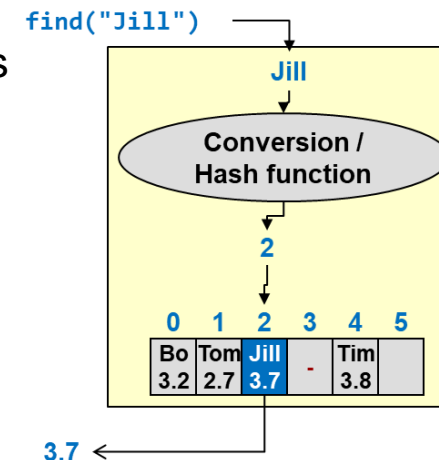 find("Jill")
s
Jill
Conversion /
Hash function
2
0 1 2 3 4 5
Bo Tom Jill - Tim
3.2 2.7 3.7 3.8
3.7